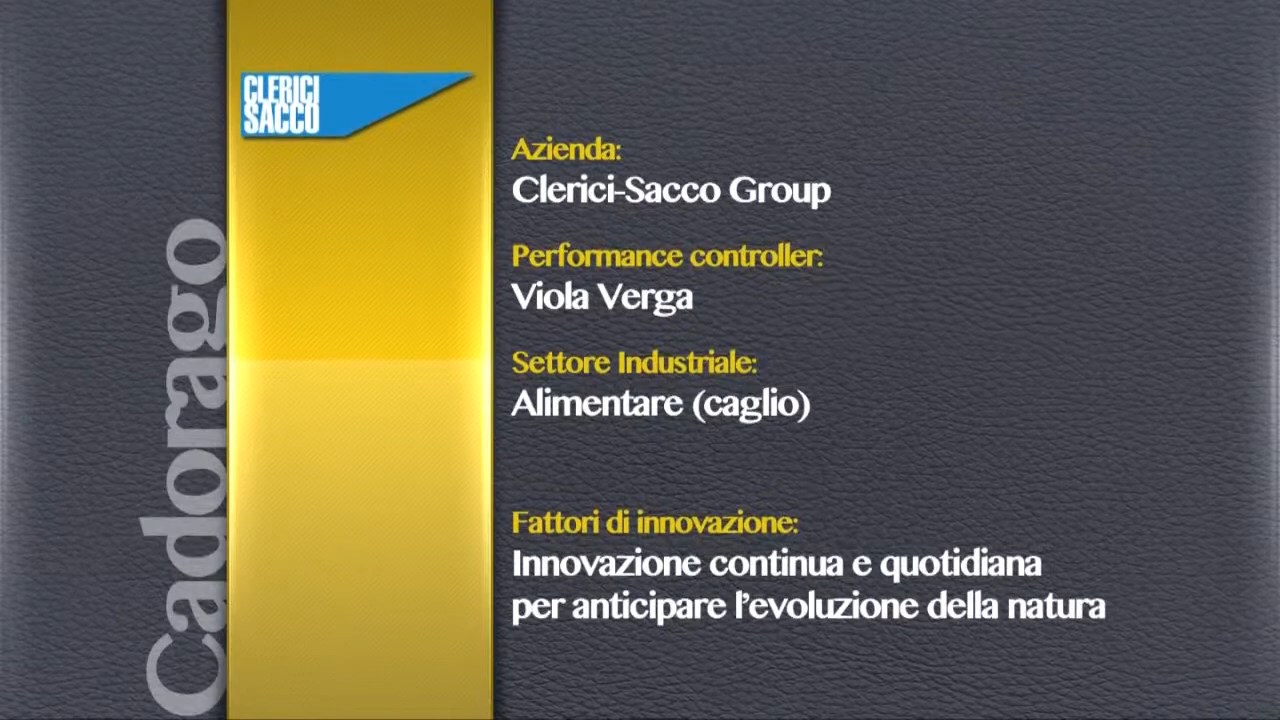 CLERICI
SACCO
Cadorago
Azienda:
Clerici-Sacco Group
Performance controller:
Viola Verga
Settore Industriale:
Alimentare (caglio)
Fattori di innovazione:
Innovazione continua e quotidiana
per anticipare l'evoluzione della natura